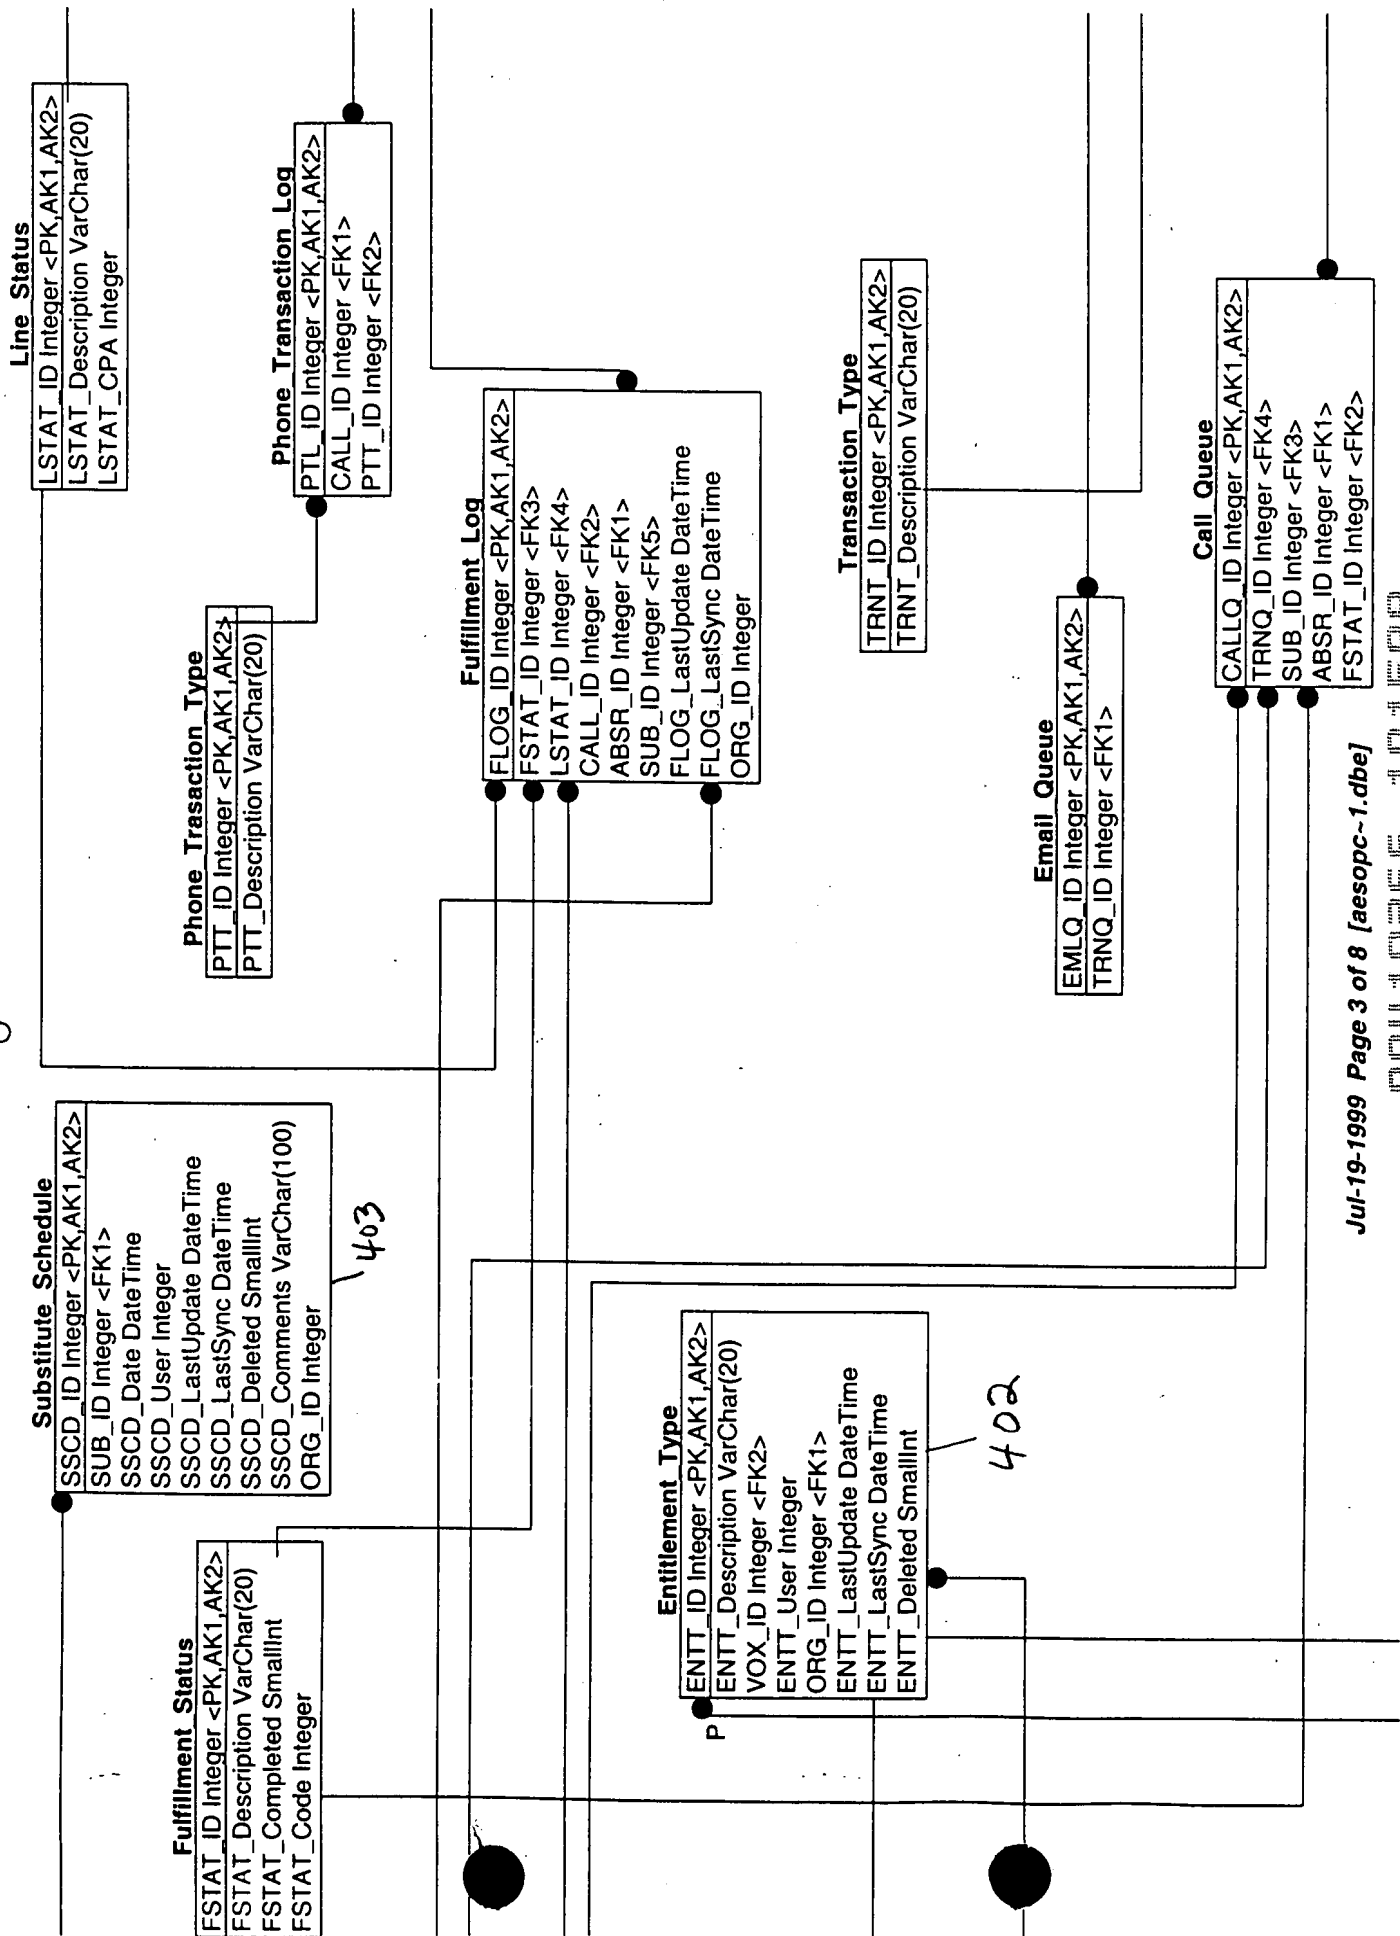 Line_Status
LSTAT_ID Integer <PK,AK1,AK2>
LSTAT_Description VarChar(20)
LSTAT_CPA Integer
Phone_Transaction_Log
PTL_ID Integer <PK,AK1,AK2>
CALL_ID Integer <FK1>
PTT_ID Integer <FK2>
Phone_Trasaction_Type
PTT_ID Integer <PK,AK1,AK2>
PTT_Description VarChar(20)
Substitute_Schedule
SSCD_ID Integer <PK,AK1,AK2>
SUB_ID Integer <FK1>
SSCD_Date DateTime
SSCD_User Integer
SSCD_LastUpdate DateTime
SSCD_LastSync DateTime
SSCD_Deleted SmallInt
SSCD_Comments VarChar(100)
ORG_ID Integer
403
Fulfillment_Status
FSTAT_ID Integer <PK,AK1,AK2>
FSTAT_Description VarChar(20)
FSTAT_Completed SmallInt
FSTAT_Code Integer
Fulfillment_Log
FLOG_ID Integer <PK,AK1,AK2>
FSTAT_ID Integer <FK3>
LSTAT_ID Integer <FK4>
CALL_ID Integer <FK2>
ABSR_ID Integer <FK1>
SUB_ID Integer <FK5>
FLOG_LastUpdate DateTime
FLOG_LastSync DateTime
ORG_ID Integer
Transaction_Type
TRNT_ID Integer <PK,AK1,AK2>
TRNT_Description VarChar(20)
Entitlement_Type
ENTT_ID Integer <PK,AK1,AK2>
ENTT_Description VarChar(20)
VOX_ID Integer <FK2>
ENTT_User Integer
ORG_ID Integer <FK1>
ENTT_LastUpdate DateTime
ENTT_LastSync DateTime
ENTT_Deleted SmallInt
P
402
Email_Queue
EMLQ_ID Integer <PK,AK1,AK2>
TRNQ_ID Integer <FK1>
Call_Queue
CALLQ_ID Integer <PK,AK1,AK2>
TRNQ_ID Integer <FK4>
SUB_ID Integer <FK3>
ABSR_ID Integer <FK1>
FSTAT_ID Integer <FK2>
Jul-19-1999 Page 3 of 8 [aesopc~1.dbe]